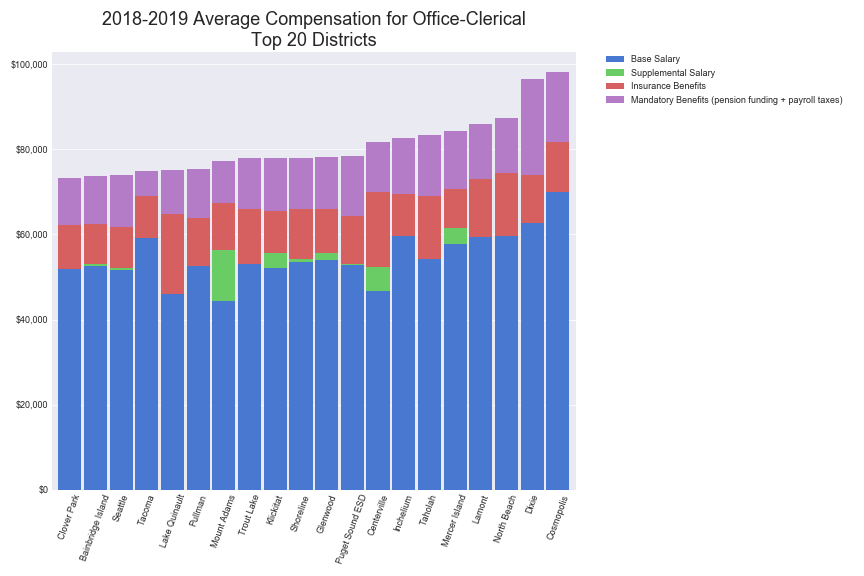 2018-2019 Average Compensation for Office-Clerical
Top 20 Districts
$100,000
$80,000
$60,000
$40,000
$20,000
$0
Clover Park
Bainbridge Island
Seattle
Tacoma
Lake Quinault
Pullman
Mount Adams
Trout Lake
Klickitat
Shoreline
Glenwood
Puget Sound ESD
Centerville
Inchelium
Taholah
Mercer Island
Lamont
North Beach
Dixie
Cosmopolis
Base Salary
Supplemental Salary
Insurance Benefits
Mandatory Benefits (pension funding + payroll taxes)